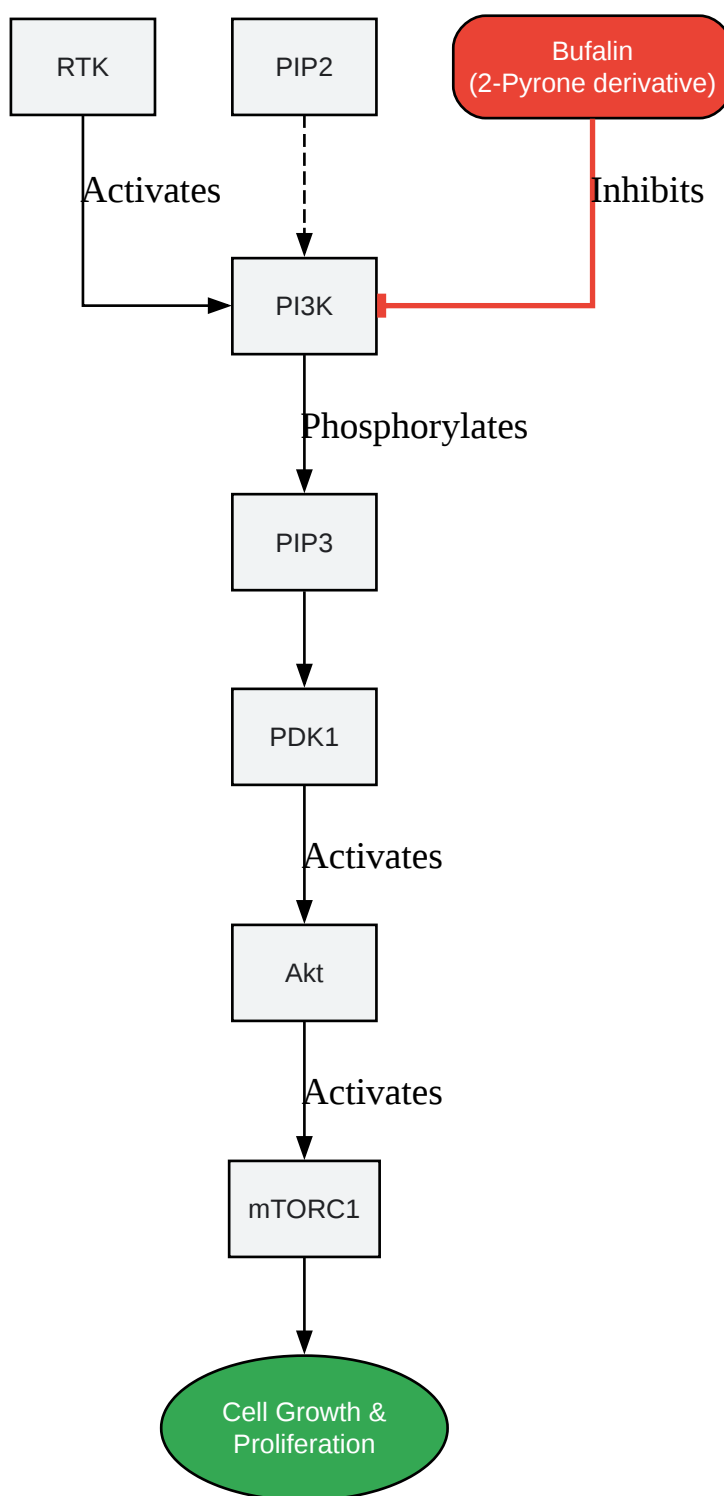 RTK
PIP2
Bufalin
(2-Pyrone derivative)
Activates
Inhibits
PI3K
Phosphorylates
PIP3
PDK1
Activates
Akt
Activates
mTORC1
Cell Growth &
Proliferation